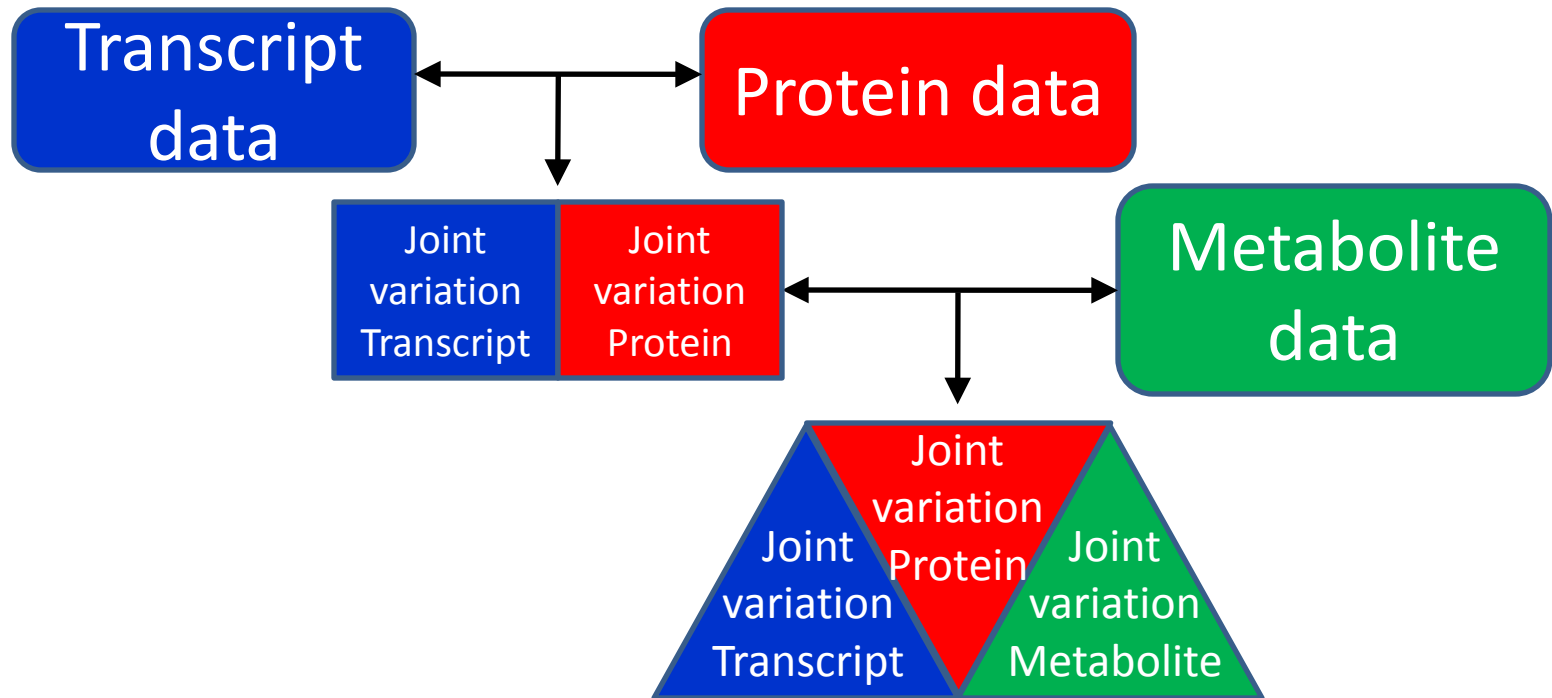 Transcript
data
Protein data
Joint
variation
Transcript
Joint
variation
Protein
Metabolite
data
Joint
variation
Transcript
Joint
variation
Protein
Joint
variation
Metabolite